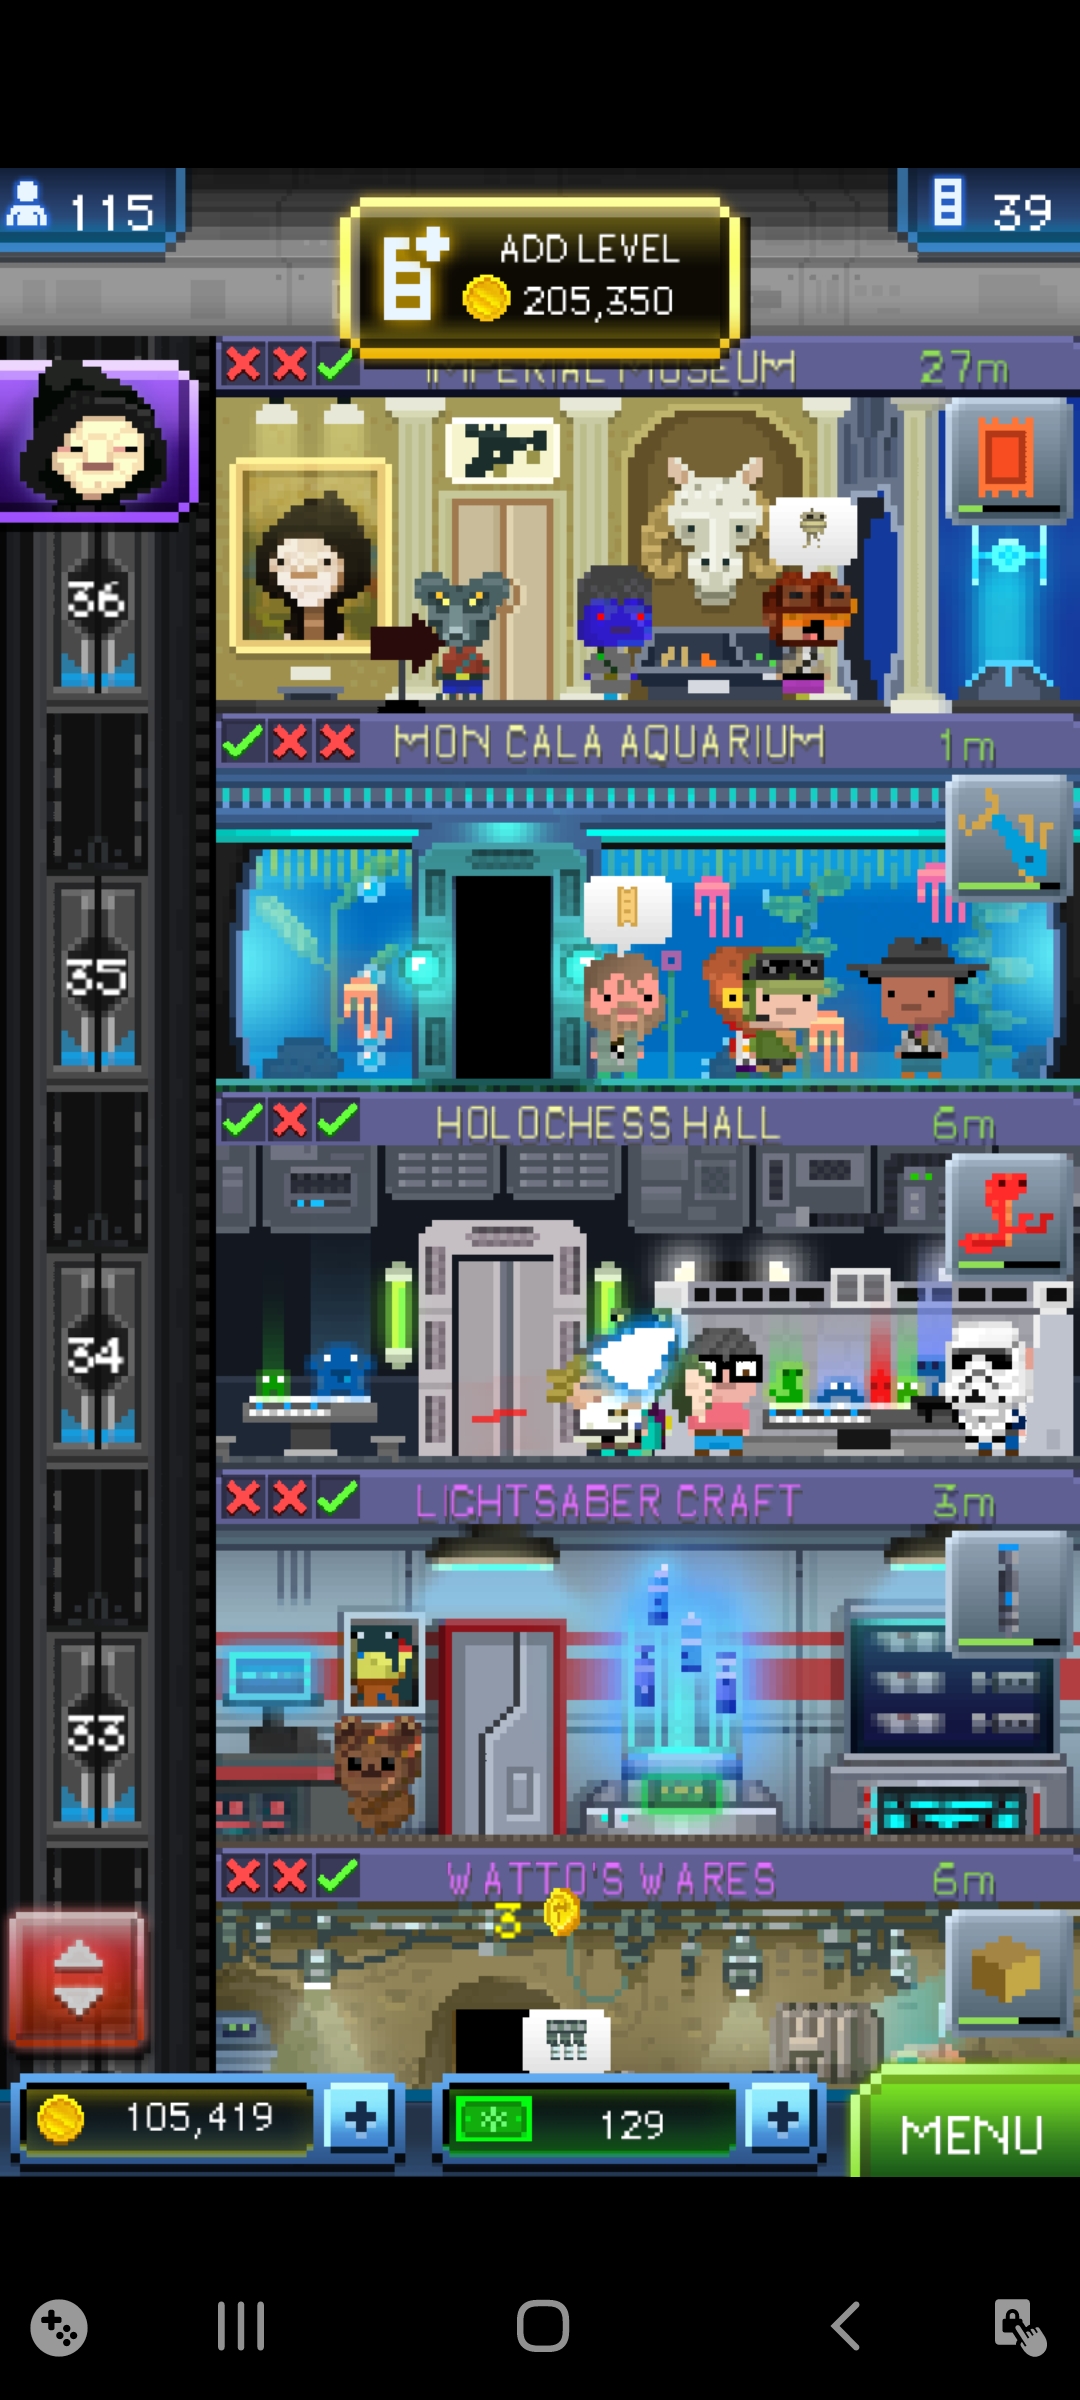 115
ADD LEVEL
205,350
39
IMPERIAL MUSEUM 27m
36
MON CALA AQUARIUM 1m
35
HOLOCHESS HALL 6m
34
LIGHTSABER CRAFT 3m
33
WATTO'S WARES 6m
3
105,419
129
MENU